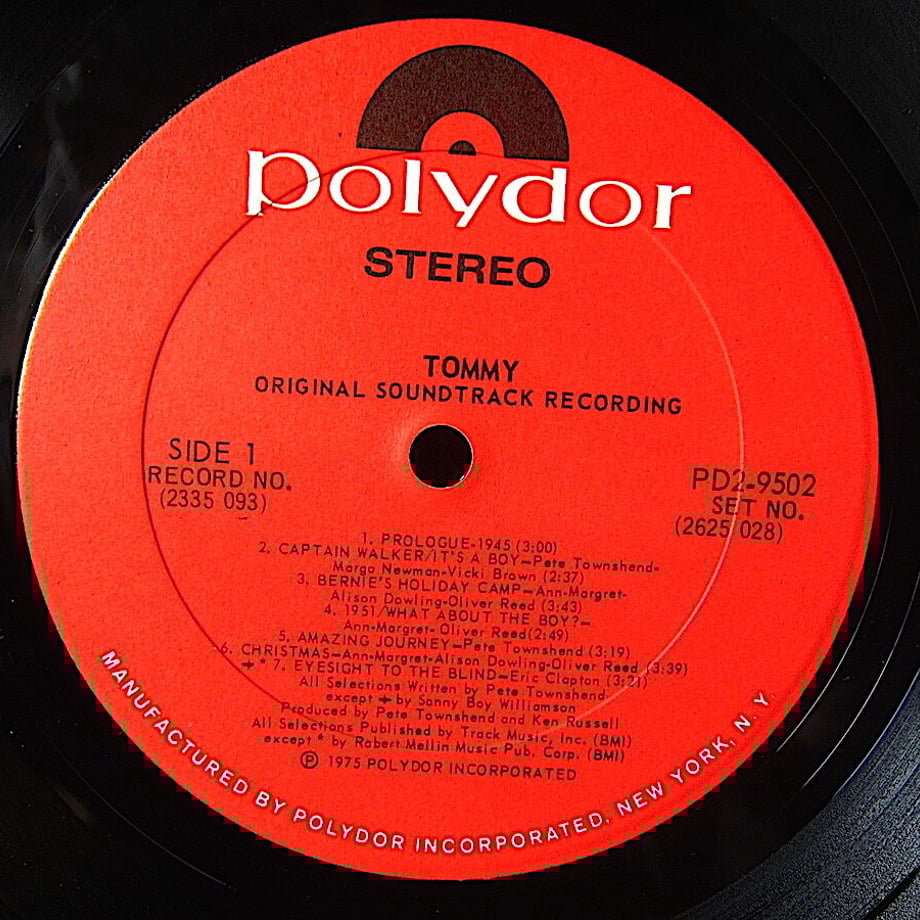 polydor
STEREO
TOMMY
ORIGINAL SOUNDTRACK RECORDING
SIDE 1
RECORD NO.
(2335 093)
PD2-9502
SET NO.
(2625 028)
1. PROLOGUE-1945 (3:00)
2. CAPTAIN WALKER/IT'S A BOY—Pete Townshend-
Margo Newman-Vicki Brown (2:37)
3. BERNIE'S HOLIDAY CAMP—Ann-Margret-
Alison Dowling-Oliver Reed (3:43)
4. 1951/WHAT ABOUT THE BOY?—
Ann-Margret- Oliver Reed (2:49)
5. AMAZING JOURNEY—Pete Townshend (3:19)
6. CHRISTMAS—Ann-Margret-Alison Dowling-Oliver Reed (3:39)
+* 7. EYESIGHT TO THE BLIND—Eric Clapton (3:21)
All Selections Written by Pete Townshend
except + by Sonny Boy Williamson
Produced by Pete Townshend and Ken Russell
All Selections Published by Track Music, Inc. (BMI)
except * by Robert Mellin Music Pub. Corp. (BMI)
℗ 1975 POLYDOR INCORPORATED
MANUFACTURED BY POLYDOR INCORPORATED, NEW YORK, N.Y.